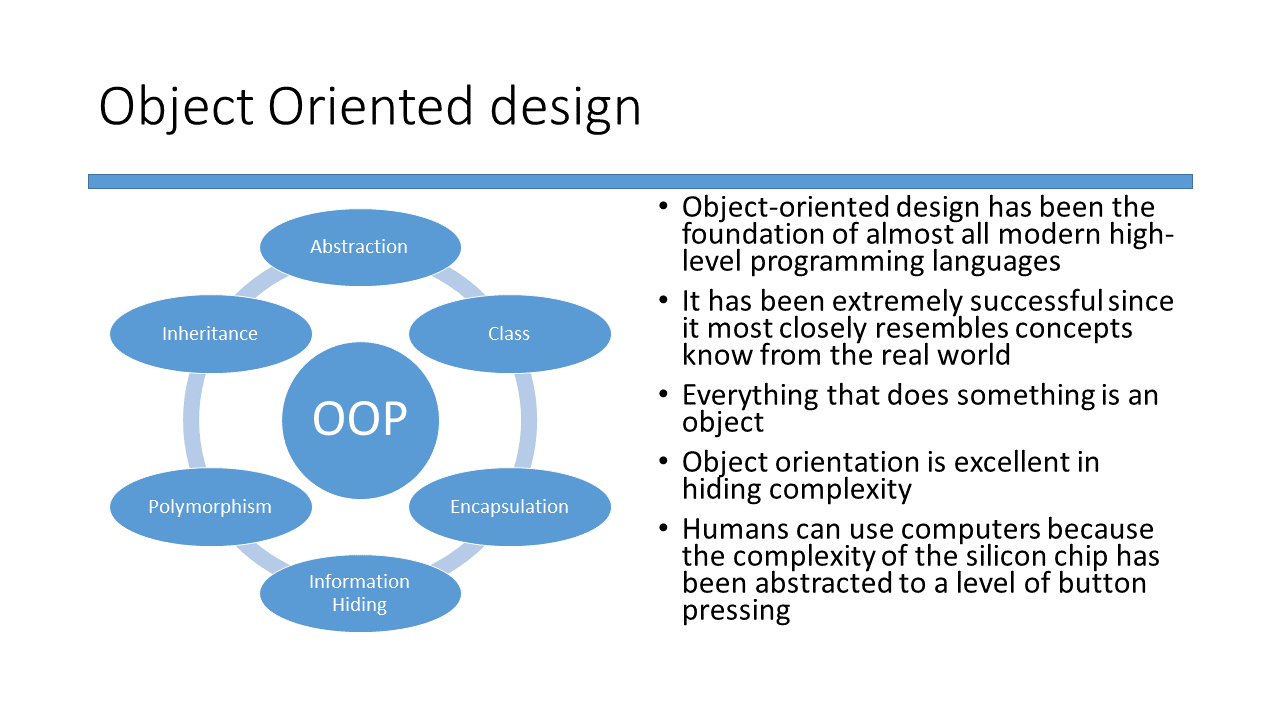 Object Oriented design
Abstraction
Inheritance
Class
OOP
Polymorphism
Encapsulation
Information
Hiding
• Object-oriented design has been the
foundation of almost all modern high-
level programming languages
• It has been extremely successful since
it most closely resembles concepts
know from the real world
• Everything that does something is an
object
• Object orientation is excellent in
hiding complexity
• Humans can use computers because
the complexity of the silicon chip has
been abstracted to a level of button
pressing